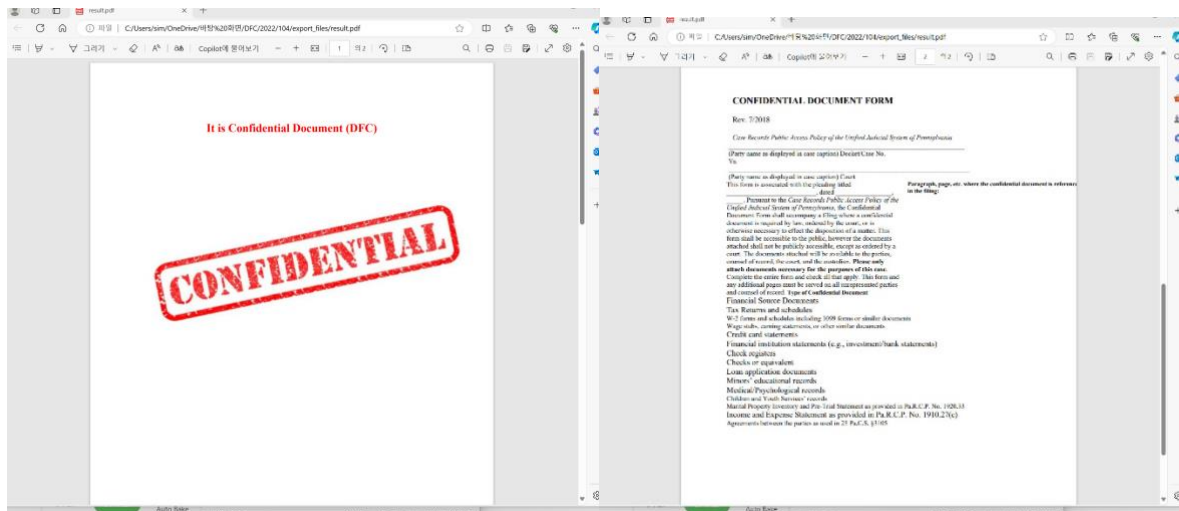 result.pdf
파일 C:/Users/sim/OneDrive/바탕%20화면/DFC/2022/104/export_files/result.pdf
그리기 Copilot에 물어보기 1 의2
It is Confidential Document (DFC)
CONFIDENTIAL
Auto Bake
result.pdf
파일 C:/Users/sim/OneDrive/바탕%20화면/DFC/2022/104/export_files/result.pdf
그리기 Copilot에 물어보기 2 의2
CONFIDENTIAL DOCUMENT FORM
Rev. 7/2018
Case Records Public Access Policy of the Unified Judicial System of Pennsylvania
(Party name as displayed in case caption) Docket/Case No.
Vs.
(Party name as displayed in case caption) Court
This form is associated with the pleading titled
, dated ,
Paragraph, page, etc. where the confidential document is reference
in the filing:
. Pursuant to the Case Records Public Access Policy of the
Unified Judicial System of Pennsylvania, the Confidential
Document Form shall accompany a filing where a confidential
document is required by law, ordered by the court, or is
otherwise necessary to effect the disposition of a matter. This
form shall be accessible to the public, however the documents
attached shall not be publicly accessible, except as ordered by a
court. The documents attached will be available to the parties,
counsel of record, the court, and the custodian. Please only
attach documents necessary for the purposes of this case.
Complete the entire form and check all that apply. This form and
any additional pages must be served on all unrepresented parties
and counsel of record. Type of Confidential Document
Financial Source Documents
Tax Returns and schedules
W-2 forms and schedules including 1099 forms or similar documents
Wage stubs, earning statements, or other similar documents
Credit card statements
Financial institution statements (e.g., investment/bank statements)
Check registers
Checks or equivalent
Loan application documents
Minors' educational records
Medical/Psychological records
Children and Youth Services' records
Marital Property Inventory and Pre-Trial Statement as provided in Pa.R.C.P. No. 1920.33
Income and Expense Statement as provided in Pa.R.C.P. No. 1910.27(c)
Agreements between the parties as used in 23 Pa.C.S. §3105
Auto Bake